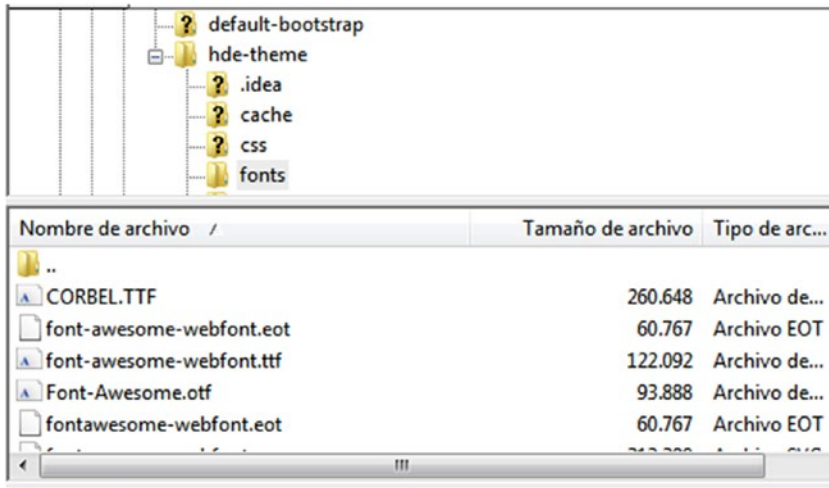 default-bootstrap
hde-theme
.idea
cache
css
fonts
Nombre de archivo Tamaño de archivo Tipo de arc...
..
CORBEL.TTF 260.648 Archivo de...
font-awesome-webfont.eot 60.767 Archivo EOT
font-awesome-webfont.ttf 122.092 Archivo de...
Font-Awesome.otf 93.888 Archivo de...
fontawesome-webfont.eot 60.767 Archivo EOT